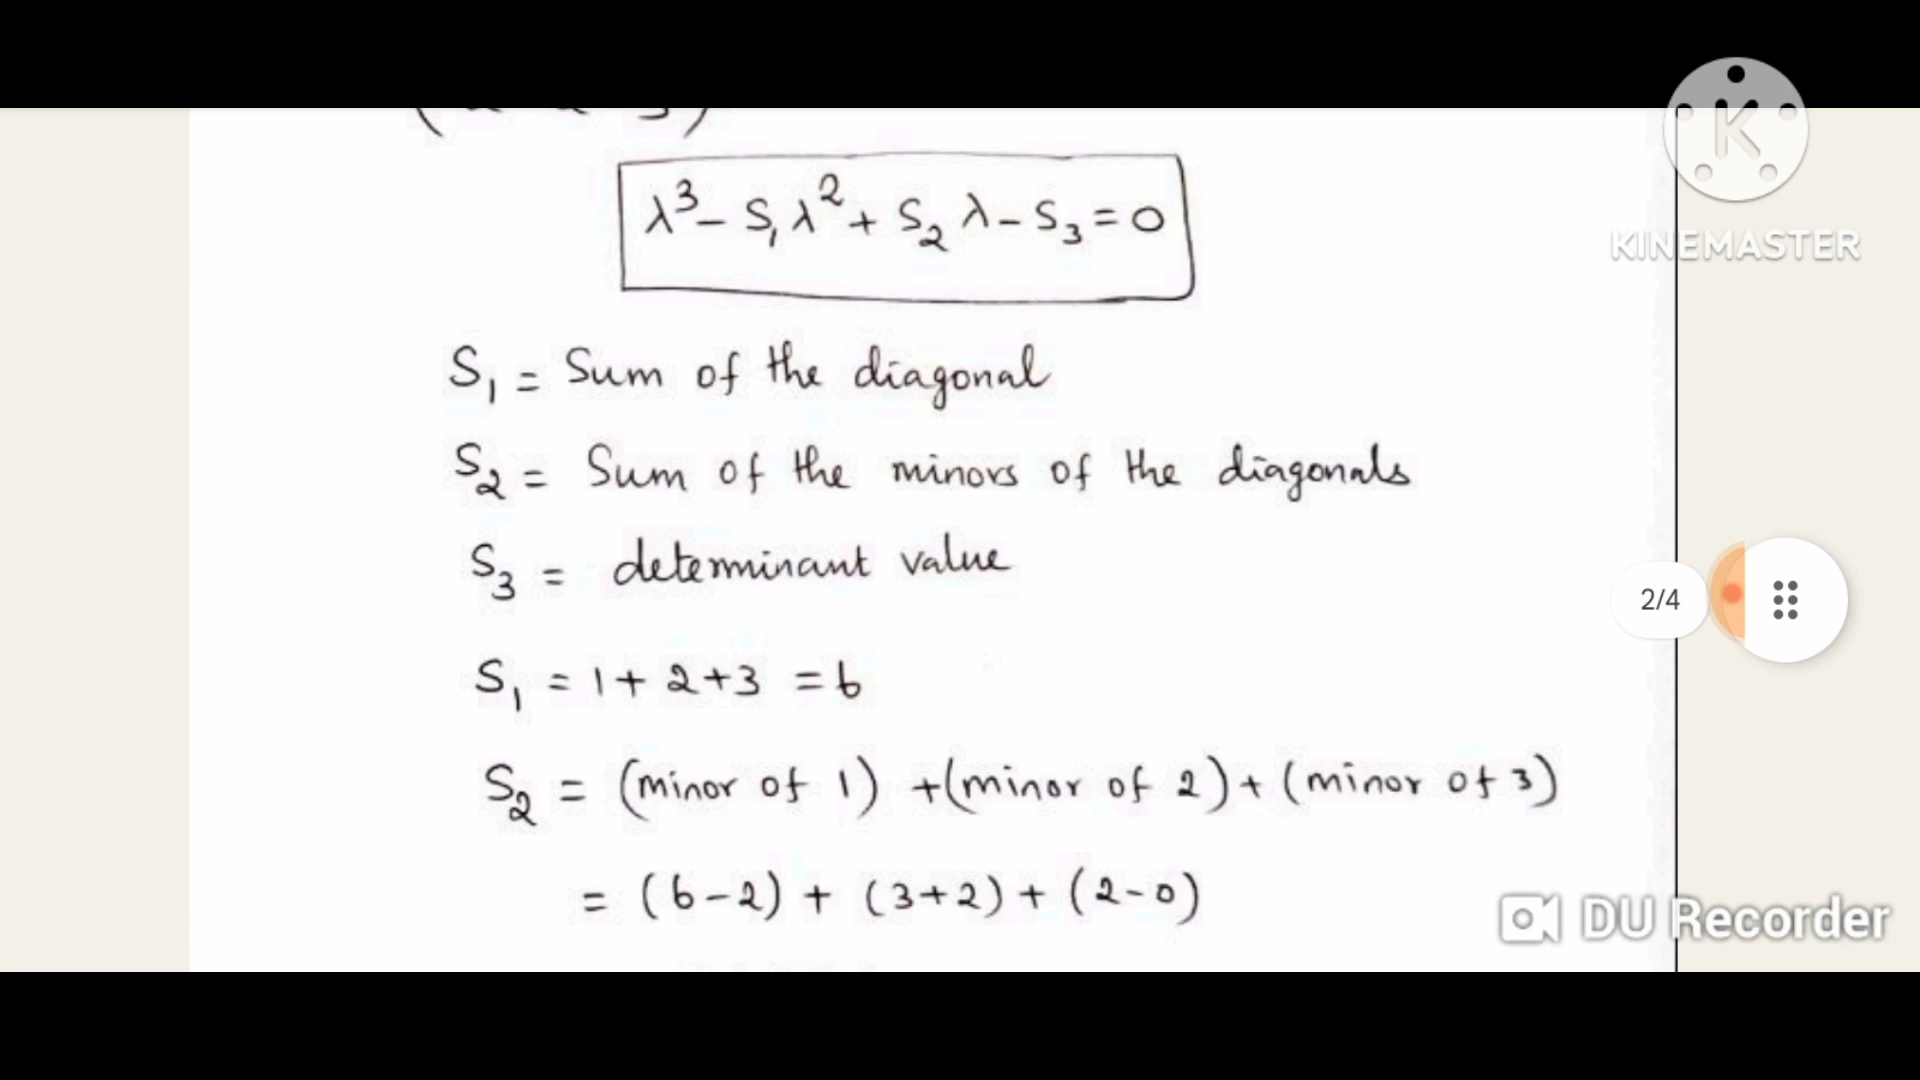 λ³ - S₁λ² + S₂ λ - S₃ = 0
K
KINEMASTER
S₁ = Sum of the diagonal
S₂ = Sum of the minors of the diagonals
S₃ = determinant value
2/4
S₁ = 1 + 2 + 3 = 6
S₂ = (minor of 1) + (minor of 2) + (minor of 3)
= (6-2) + (3+2) + (2-0)
DU Recorder